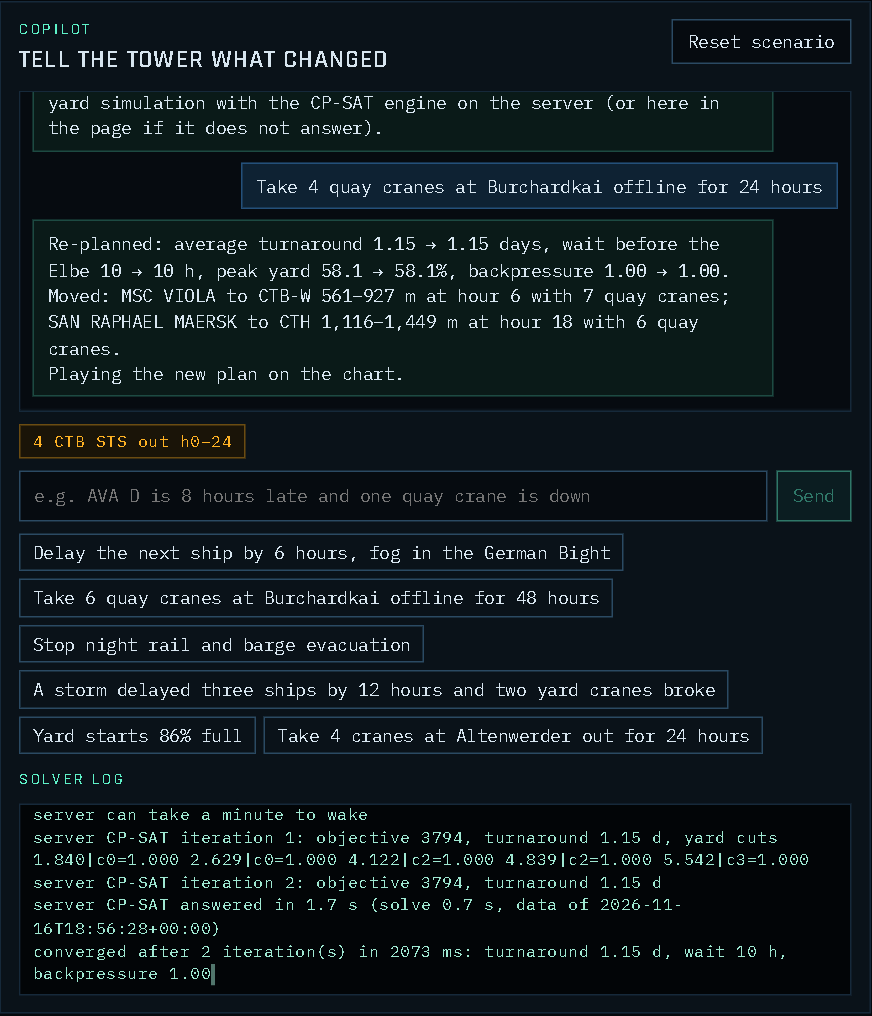 COPILOT
TELL THE TOWER WHAT CHANGED
Reset scenario
yard simulation with the CP-SAT engine on the server (or here in
the page if it does not answer).
Take 4 quay cranes at Burchardkai offline for 24 hours
Re-planned: average turnaround 1.15 → 1.15 days, wait before the
Elbe 10 → 10 h, peak yard 58.1 → 58.1%, backpressure 1.00 → 1.00.
Moved: MSC VIOLA to CTB-W 561–927 m at hour 6 with 7 quay cranes;
SAN RAPHAEL MAERSK to CTH 1,116–1,449 m at hour 18 with 6 quay
cranes.
Playing the new plan on the chart.
4 CTB STS out h0–24
e.g. AVA D is 8 hours late and one quay crane is down
Send
Delay the next ship by 6 hours, fog in the German Bight
Take 6 quay cranes at Burchardkai offline for 48 hours
Stop night rail and barge evacuation
A storm delayed three ships by 12 hours and two yard cranes broke
Yard starts 86% full
Take 4 cranes at Altenwerder out for 24 hours
SOLVER LOG
server can take a minute to wake
server CP-SAT iteration 1: objective 3794, turnaround 1.15 d, yard cuts
1.840|c0=1.000 2.629|c0=1.000 4.122|c2=1.000 4.839|c2=1.000 5.542|c3=1.000
server CP-SAT iteration 2: objective 3794, turnaround 1.15 d
server CP-SAT answered in 1.7 s (solve 0.7 s, data of 2026-11-
16T18:56:28+00:00)
converged after 2 iteration(s) in 2073 ms: turnaround 1.15 d, wait 10 h,
backpressure 1.00